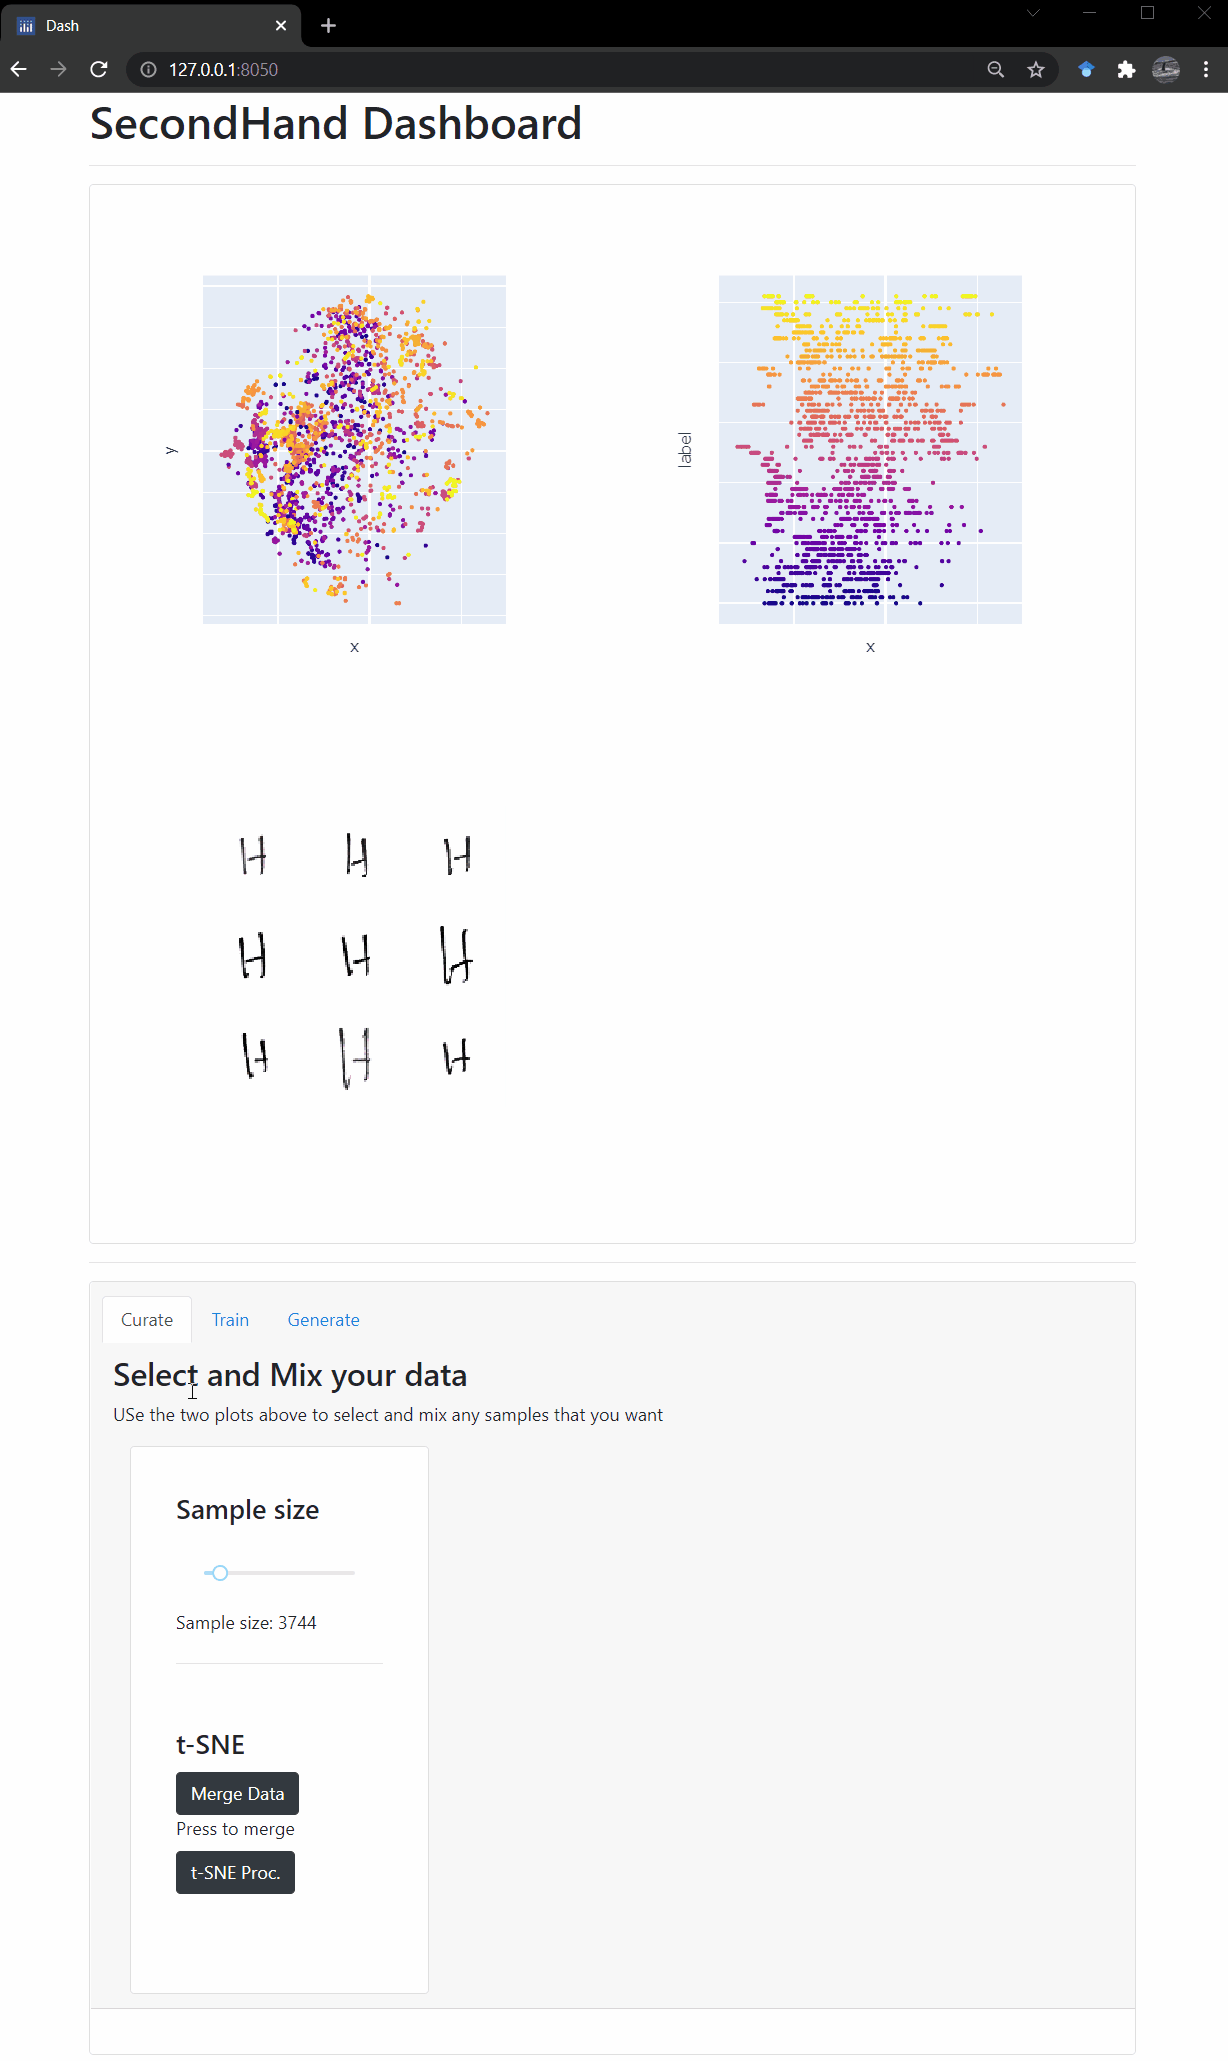 Dash
127.0.0.1:8050
SecondHand Dashboard
y
x
label
x
H H H
H H H
H H H
Curate Train Generate
Select and Mix your data
USe the two plots above to select and mix any samples that you want
Sample size
Sample size: 3744
t-SNE
Merge Data
Press to merge
t-SNE Proc.